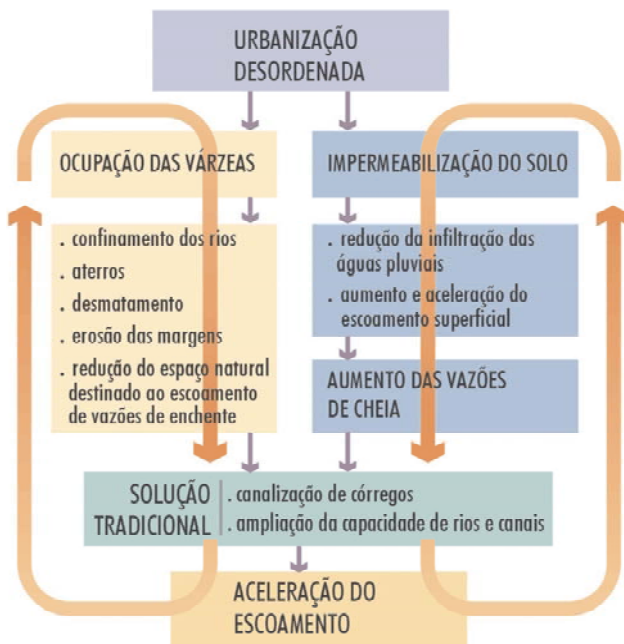 URBANIZAÇÃO
DESORDENADA
OCUPAÇÃO DAS VÁRZEAS
. confinamento dos rios
. aterros
. desmatamento
. erosão das margens
. redução do espaço natural
destinado ao escoamento
de vazões de enchente
IMPERMEABILIZAÇÃO DO SOLO
. redução da infiltração das
águas pluviais
. aumento e aceleração do
escoamento superficial
AUMENTO DAS VAZÕES
DE CHEIA
SOLUÇÃO
TRADICIONAL
. canalização de córregos
. ampliação da capacidade de rios e canais
ACELERAÇÃO DO
ESCOAMENTO